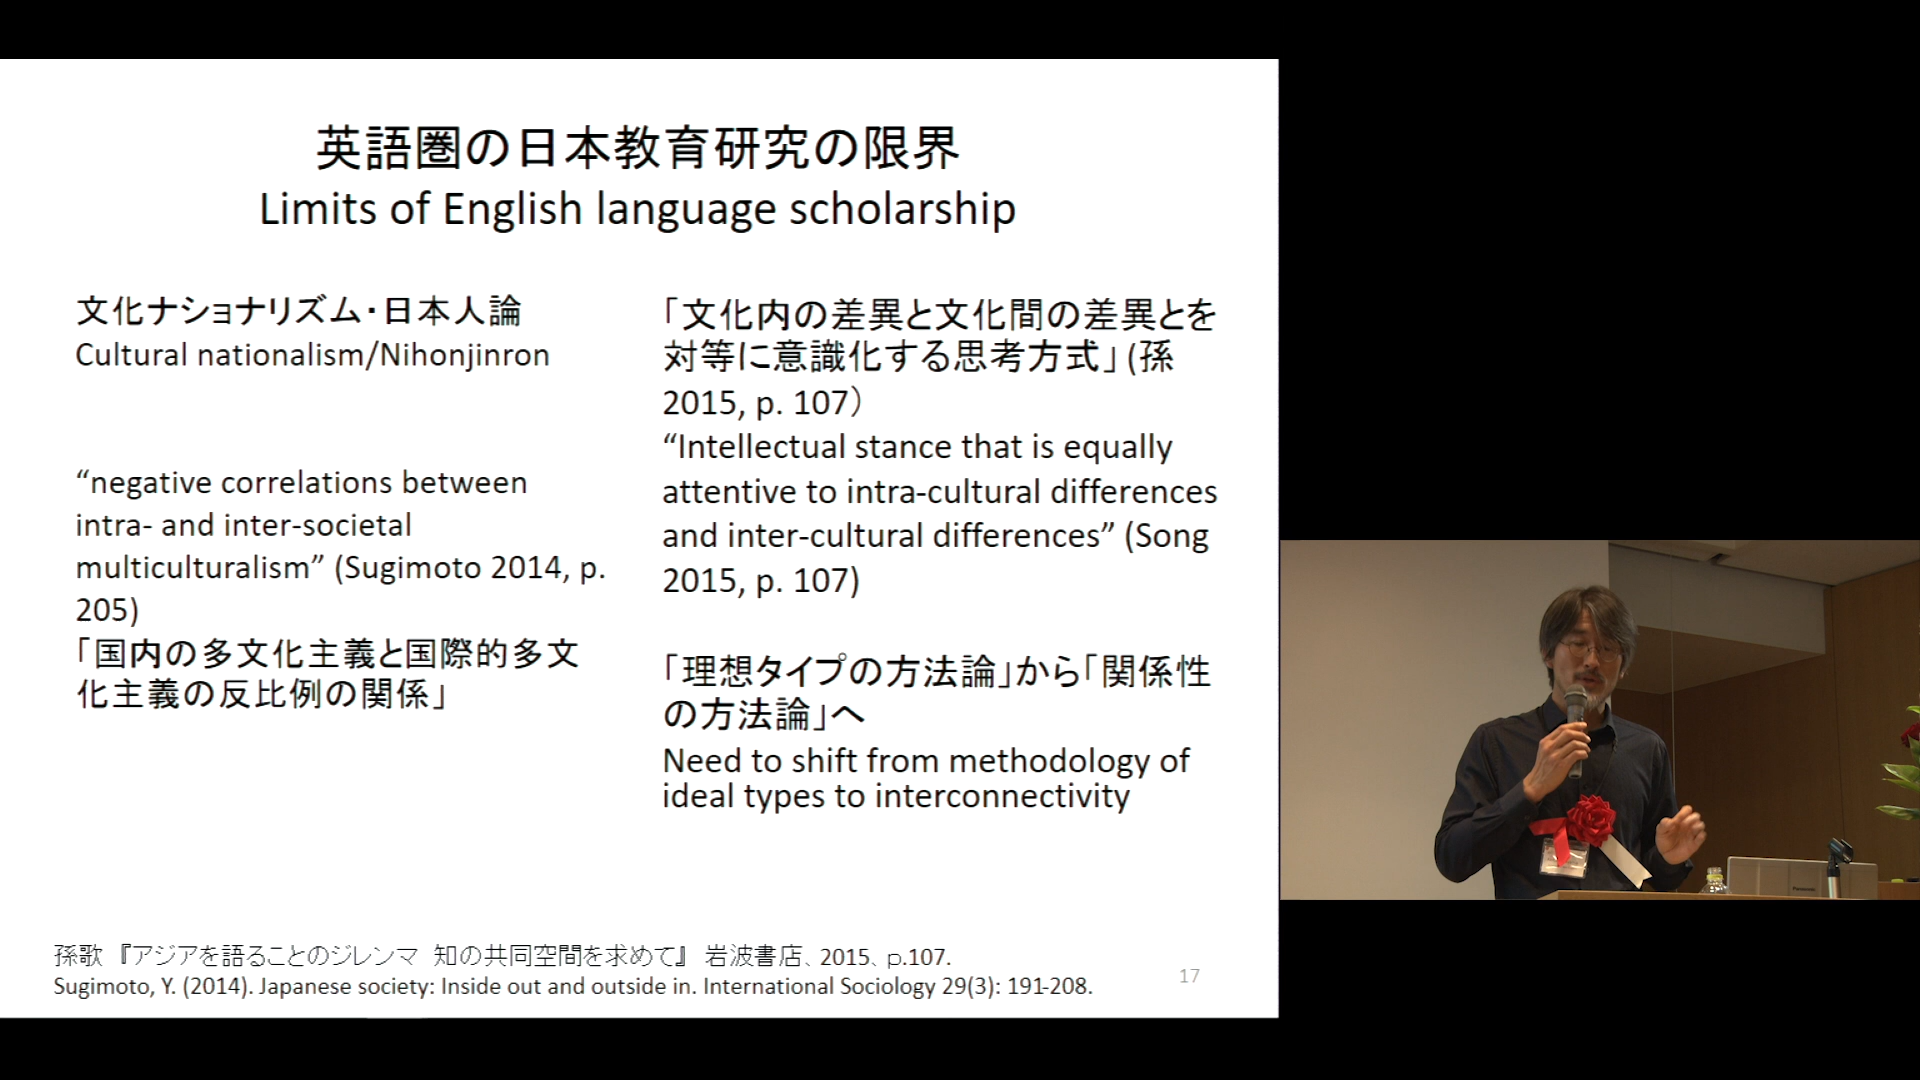 英語圏の日本教育研究の限界
Limits of English language scholarship
文化ナショナリズム・日本人論
Cultural nationalism/Nihonjinron
“negative correlations between
intra- and inter-societal
multiculturalism” (Sugimoto 2014, p.
205)
「国内の多文化主義と国際的多文
化主義の反比例の関係」
「文化内の差異と文化間の差異とを
対等に意識化する思考方式」(孫
2015, p. 107）
“Intellectual stance that is equally
attentive to intra-cultural differences
and inter-cultural differences” (Song
2015, p. 107)
「理想タイプの方法論」から「関係性
の方法論」へ
Need to shift from methodology of
ideal types to interconnectivity
孫歌 『アジアを語ることのジレンマ 知の共同空間を求めて』 岩波書店、2015、p.107.
Sugimoto, Y. (2014). Japanese society: Inside out and outside in. International Sociology 29(3): 191-208.
17
Panasonic